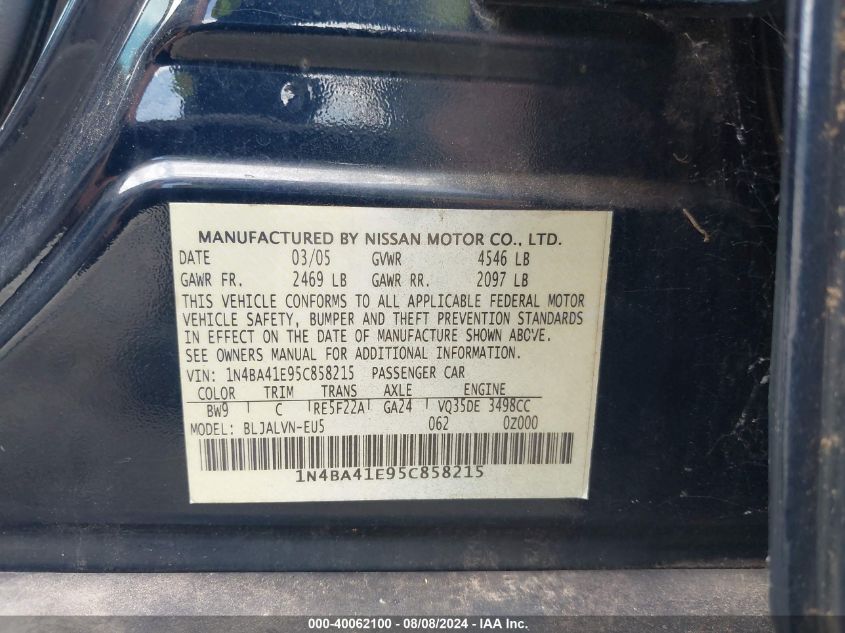 MANUFACTURED BY NISSAN MOTOR CO., LTD.
DATE 03/05 GVWR 4546 LB
GAWR FR. 2469 LB GAWR RR. 2097 LB
THIS VEHICLE CONFORMS TO ALL APPLICABLE FEDERAL MOTOR
VEHICLE SAFETY, BUMPER AND THEFT PREVENTION STANDARDS
IN EFFECT ON THE DATE OF MANUFACTURE SHOWN ABOVE.
SEE OWNERS MANUAL FOR ADDITIONAL INFORMATION.
VIN: 1N4BA41E95C858215 PASSENGER CAR
COLOR TRIM TRANS AXLE ENGINE
BW9 C RE5F22A GA24 VQ35DE 3498CC
MODEL: BLJALVN-EU5 062 0Z000
1N4BA41E95C858215
000-40062100 - 08/08/2024 - IAA, Inc.